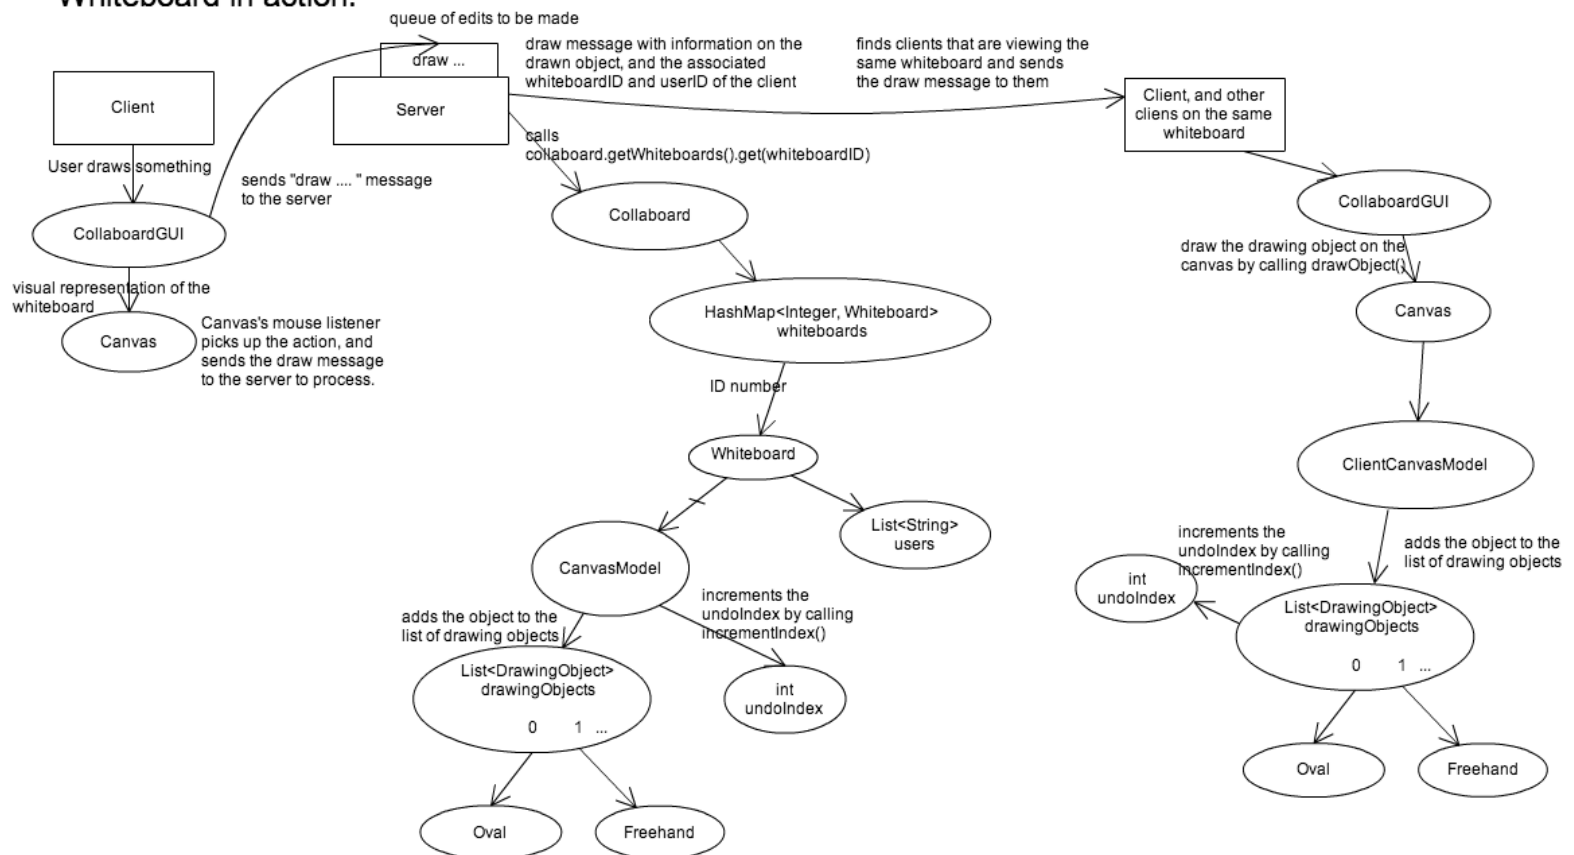 Whiteboard in action:
queue of edits to be made
draw ...
draw message with information on the
drawn object, and the associated
whiteboardID and userID of the client
finds clients that are viewing the
same whiteboard and sends
the draw message to them
Client
Server
Client, and other
cliens on the same
whiteboard
User draws something
sends "draw .... " message
to the server
calls
collaboard.getWhiteboards().get(whiteboardID)
CollaboardGUI
Collaboard
CollaboardGUI
visual representation of the
whiteboard
draw the drawing object on the
canvas by calling drawObject()
Canvas
Canvas's mouse listener
picks up the action, and
sends the draw message
to the server to process.
HashMap<Integer, Whiteboard>
whiteboards
Canvas
ID number
Whiteboard
ClientCanvasModel
List<String>
users
CanvasModel
increments the
undoIndex by calling
incrementIndex()
adds the object to the
list of drawing objects
int
undoIndex
List<DrawingObject>
drawingObjects
0 1 ...
adds the object to the
list of drawing objects
increments the
undoIndex by calling
incrementIndex()
List<DrawingObject>
drawingObjects
0 1 ...
int
undoIndex
Oval
Freehand
Oval
Freehand